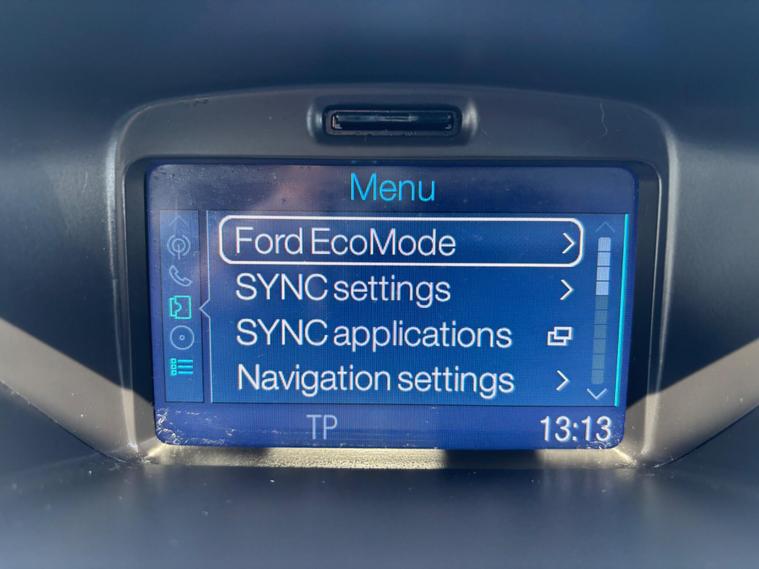 Menu
Ford EcoMode
SYNC settings
SYNC applications
Navigation settings
TP 13:13